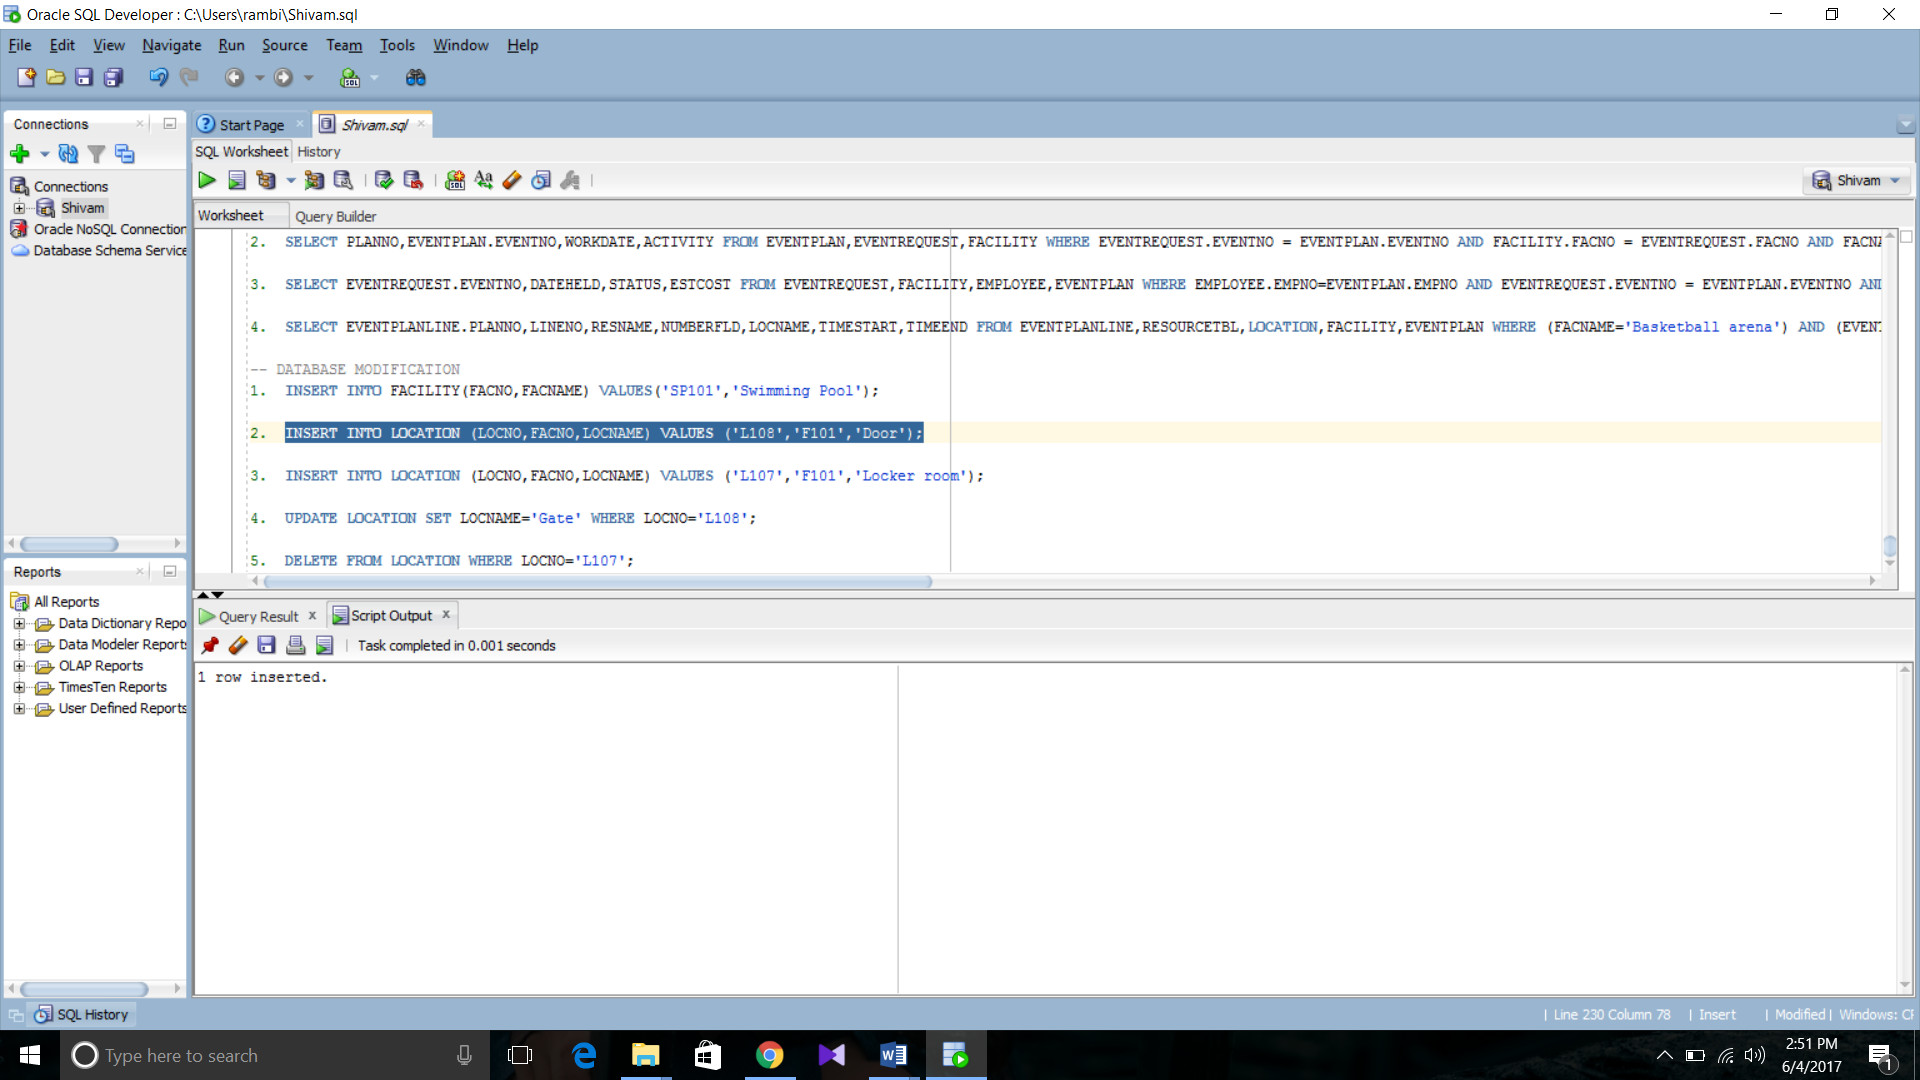 Oracle SQL Developer : C:\Users\rambi\Shivam.sql
File Edit View Navigate Run Source Team Tools Window Help
Connections
Start Page
Shivam.sql
SQL Worksheet History
Connections
Shivam
Oracle NoSQL Connection
Database Schema Service
Shivam
Worksheet Query Builder
2. SELECT PLANNO,EVENTPLAN.EVENTNO,WORKDATE,ACTIVITY FROM EVENTPLAN,EVENTREQUEST,FACILITY WHERE EVENTREQUEST.EVENTNO = EVENTPLAN.EVENTNO AND FACILITY.FACNO = EVENTREQUEST.FACNO AND FACNA
3. SELECT EVENTREQUEST.EVENTNO,DATEHELD,STATUS,ESTCOST FROM EVENTREQUEST,FACILITY,EMPLOYEE,EVENTPLAN WHERE EMPLOYEE.EMPNO=EVENTPLAN.EMPNO AND EVENTREQUEST.EVENTNO = EVENTPLAN.EVENTNO AND
4. SELECT EVENTPLANLINE.PLANNO,LINENO,RESNAME,NUMBERFLD,LOCNAME,TIMESTART,TIMEEND FROM EVENTPLANLINE,RESOURCETBL,LOCATION,FACILITY,EVENTPLAN WHERE (FACNAME='Basketball arena') AND (EVENT
-- DATABASE MODIFICATION
1. INSERT INTO FACILITY(FACNO,FACNAME) VALUES('SP101','Swimming Pool');
2. INSERT INTO LOCATION (LOCNO,FACNO,LOCNAME) VALUES ('L108','F101','Door');
3. INSERT INTO LOCATION (LOCNO,FACNO,LOCNAME) VALUES ('L107','F101','Locker room');
4. UPDATE LOCATION SET LOCNAME='Gate' WHERE LOCNO='L108';
5. DELETE FROM LOCATION WHERE LOCNO='L107';
Reports
All Reports
Data Dictionary Repo
Data Modeler Reports
OLAP Reports
TimesTen Reports
User Defined Reports
Query Result x Script Output x
Task completed in 0.001 seconds
1 row inserted.
SQL History
| Line 230 Column 78 | Insert | Modified | Windows: CF
Type here to search
2:51 PM
6/4/2017
1